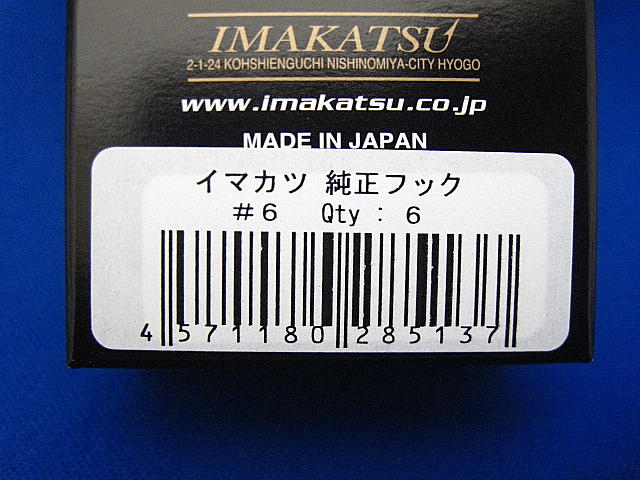 IMAKATSU
2-1-24 KOHSHIENGUCHI NISHINOMIYA-CITY HYOGO
www.imakatsu.co.jp
MADE IN JAPAN
イマカツ 純正フック
#6 Qty : 6
4 571180 285137